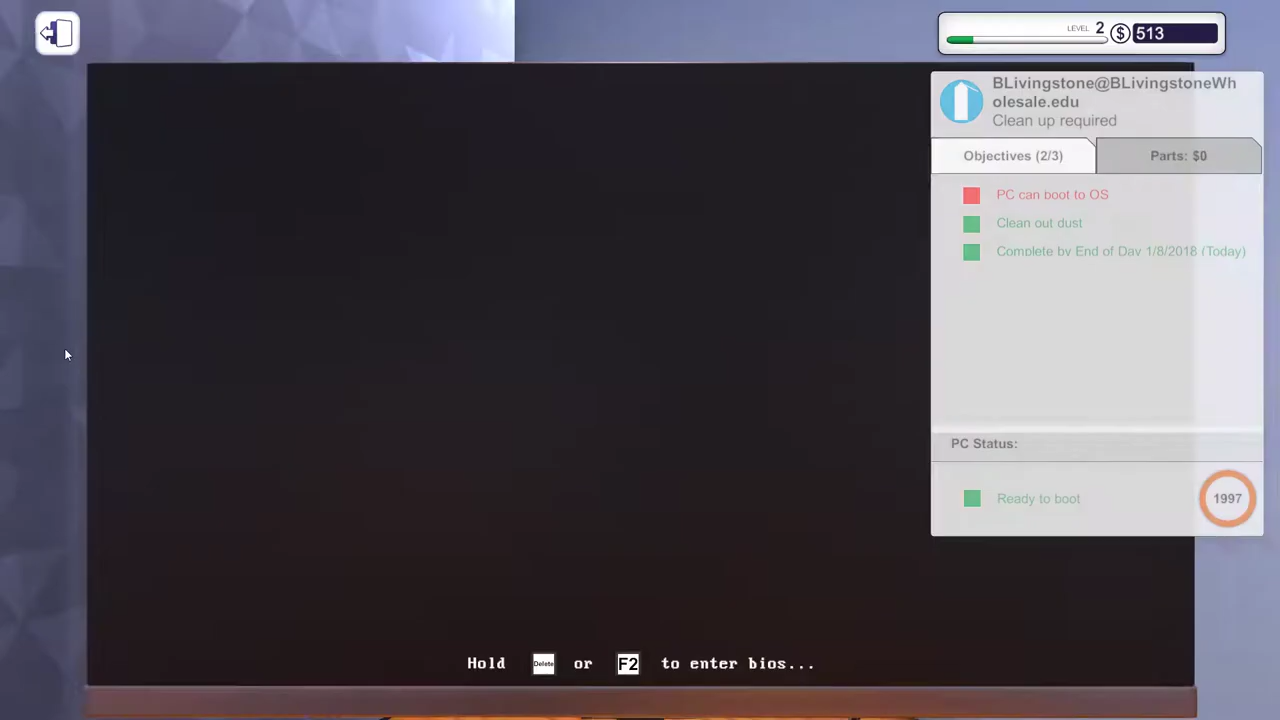 LEVEL 2 $ 513
BLivingstone@BLivingstoneWh
olesale.edu
Clean up required
Objectives (2/3)
Parts: $0
PC can boot to OS
Clean out dust
Complete by End of Day 1/8/2018 (Today)
PC Status:
Ready to boot
1997
Hold Delete or F2 to enter bios...